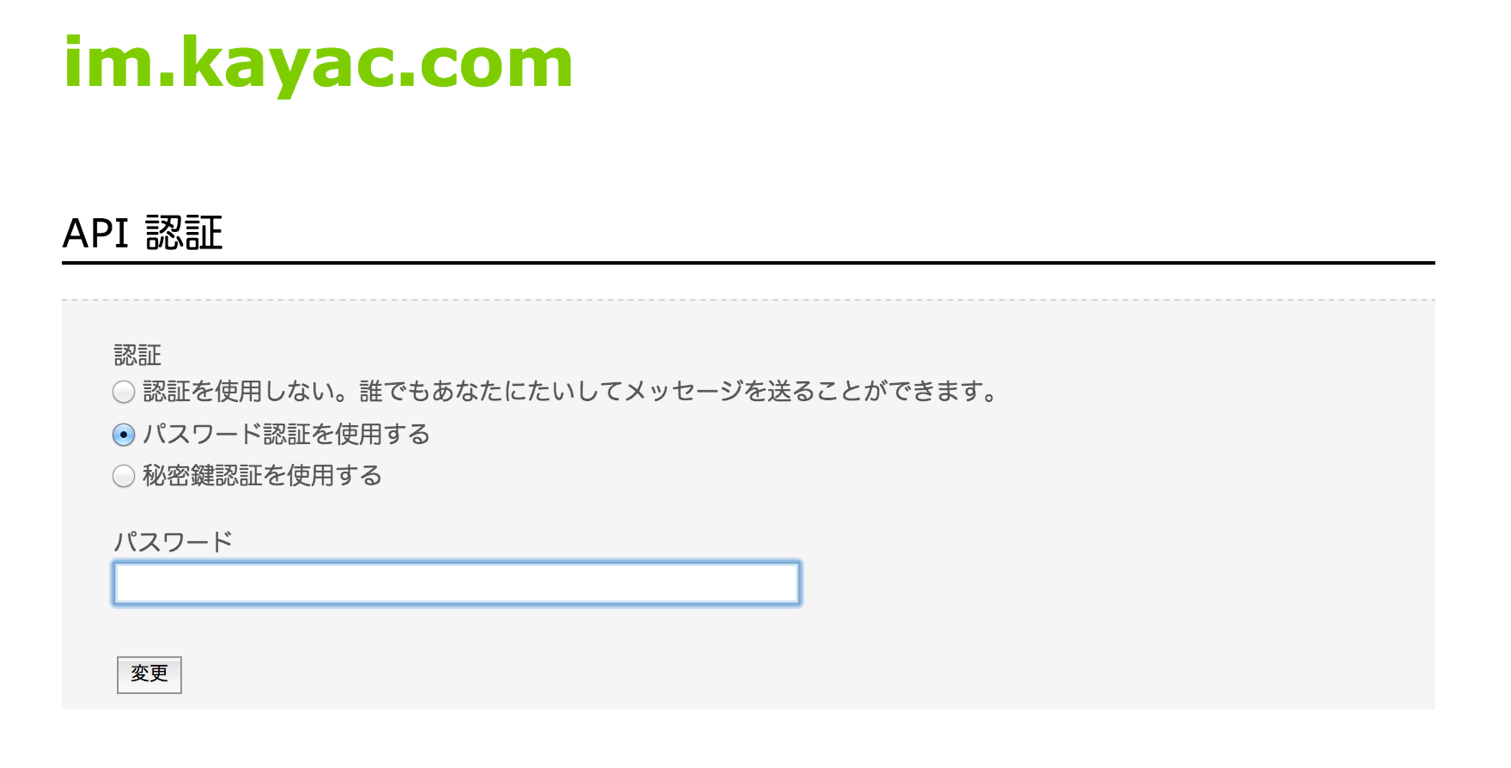 im.kayac.com
API 認証
認証
認証を使用しない。誰でもあなたにたいしてメッセージを送ることができます。
パスワード認証を使用する
秘密鍵認証を使用する
パスワード
変更